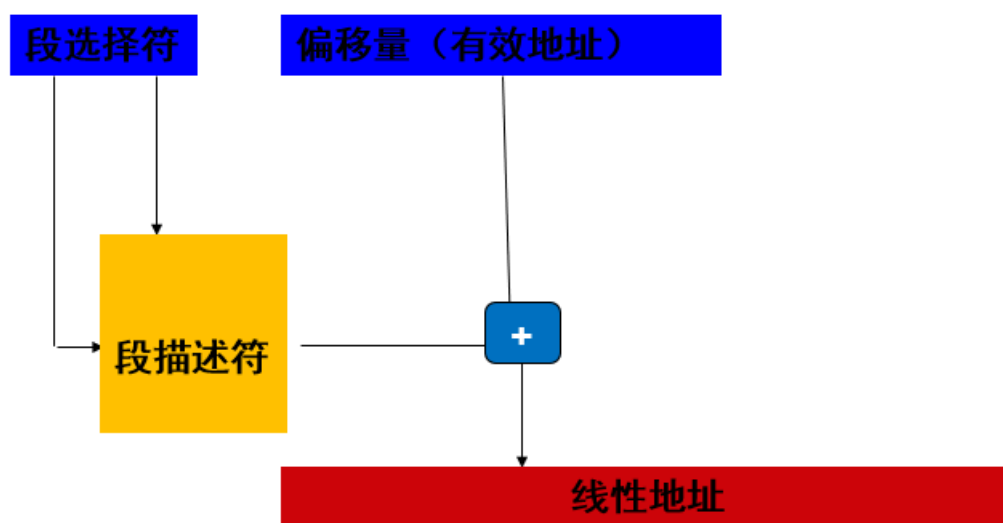 段选择符
偏移量（有效地址）
+
段描述符
线性地址